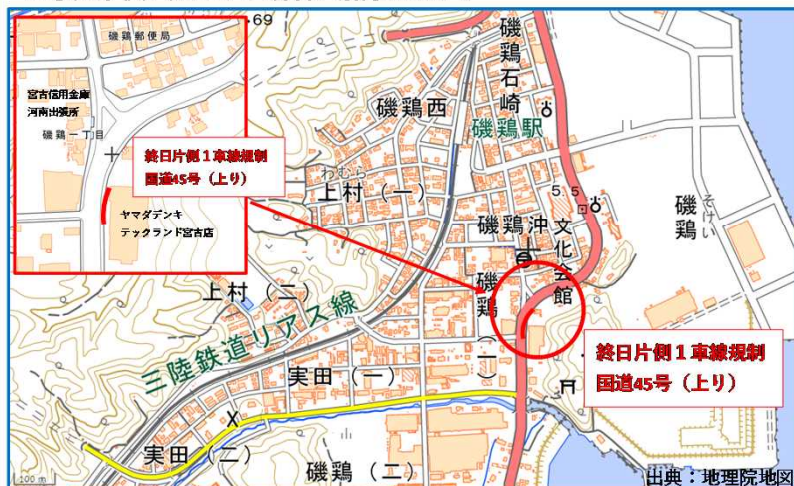 磯鶏郵便局
宮古信用金庫
河南出張所
磯鶏一丁目
ヤマダデンキ
テックランド宮古店
終日片側１車線規制
国道45号（上り）
69
磯鶏石崎
磯鶏駅
磯鶏西
わむら
上村（一）
5.5
磯鶏沖
文化会館
そけい
磯鶏
上村（二）
磯鶏（一）
三陸鉄道リアス線
実田（一）
終日片側１車線規制
国道45号（上り）
実田（二）
磯鶏（二）
100 m
出典：地理院地図